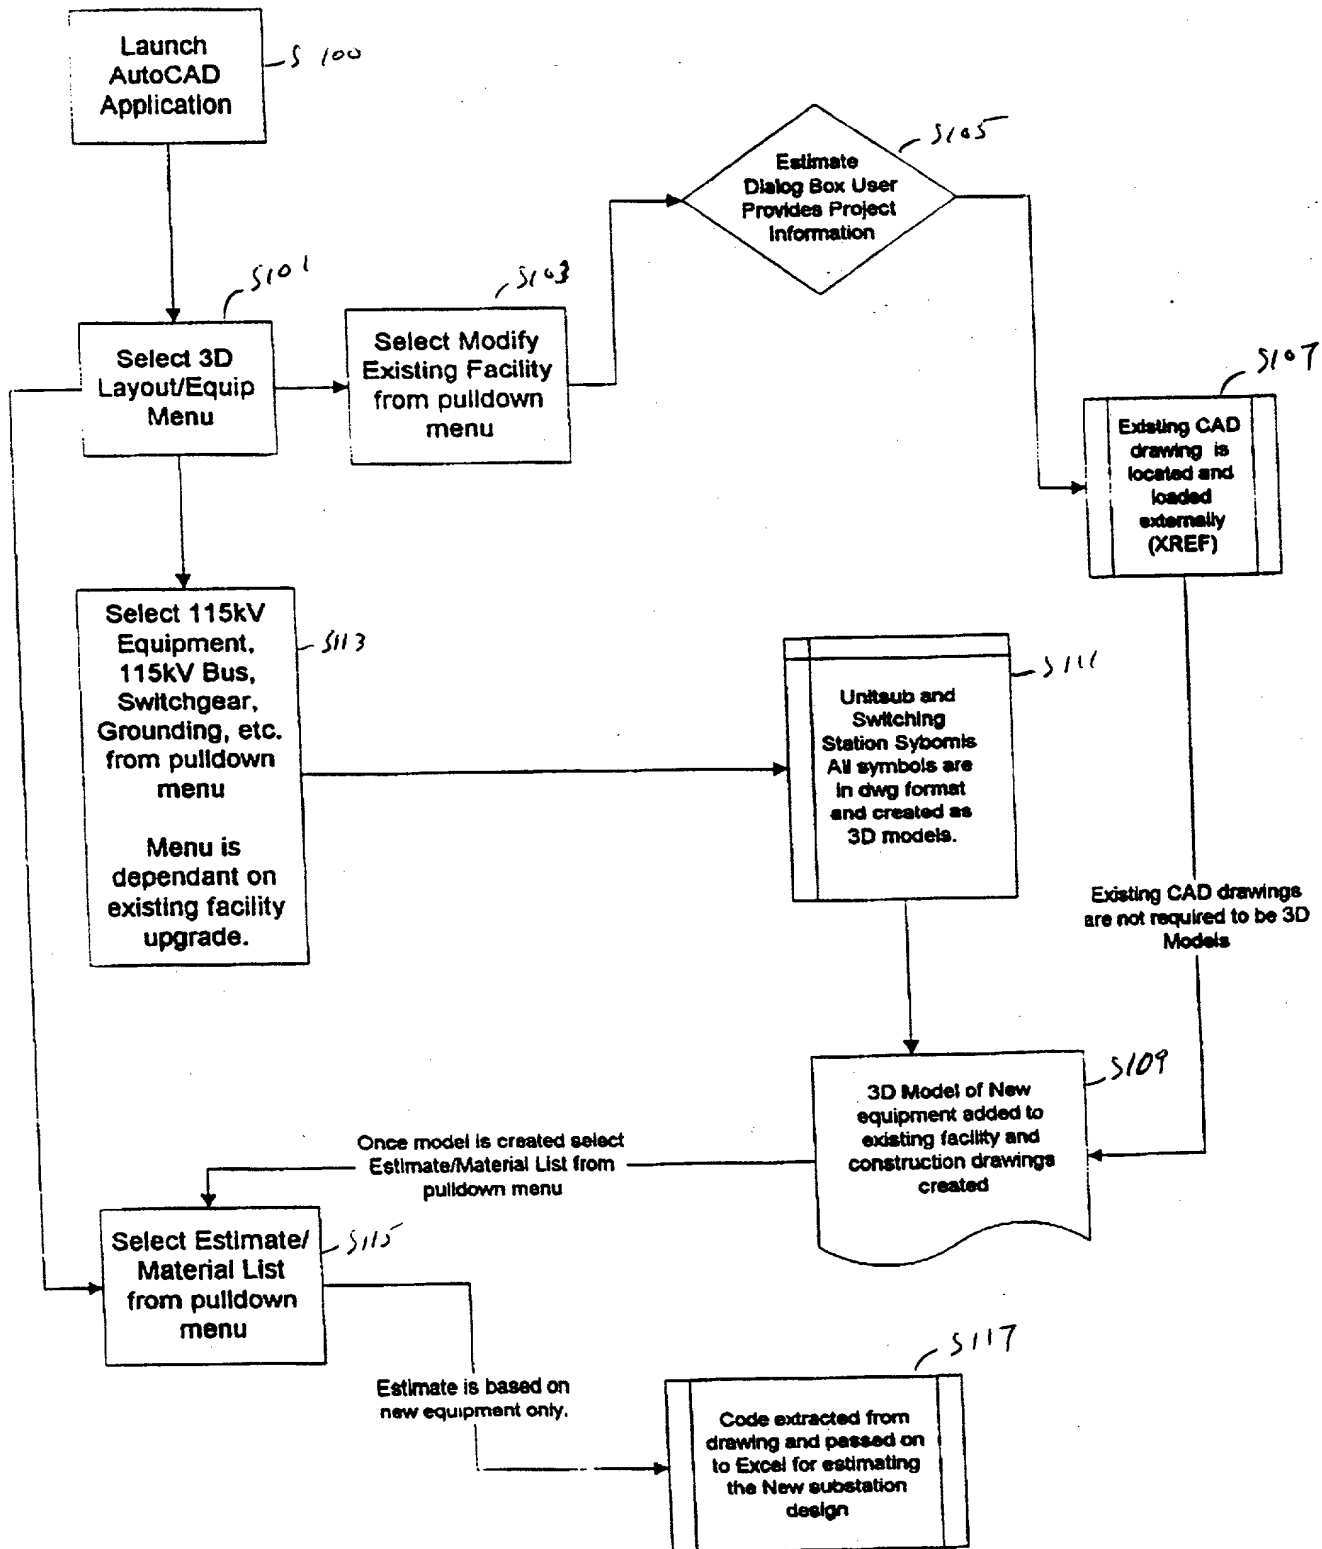 Launch
AutoCAD
Application
S100
Estimate
Dialog Box User
Provides Project
Information
S105
Select 3D
Layout/Equip
Menu
S101
Select Modify
Existing Facility
from pulldown
menu
S103
Existing CAD
drawing is
located and
loaded
externally
(XREF)
S107
Select 115kV
Equipment,
115kV Bus,
Switchgear,
Grounding, etc.
from pulldown
menu
Menu is
dependant on
existing facility
upgrade.
S113
Unitsub and
Switching
Station Sybomls
All symbols are
in dwg format
and created as
3D models.
S111
Existing CAD drawings
are not required to be 3D
Models
3D Model of New
equipment added to
existing facility and
construction drawings
created
S109
Once model is created select
Estimate/Material List from
pulldown menu
Select Estimate/
Material List
from pulldown
menu
S115
Estimate is based on
new equipment only.
Code extracted from
drawing and passed on
to Excel for estimating
the New substation
design
S117